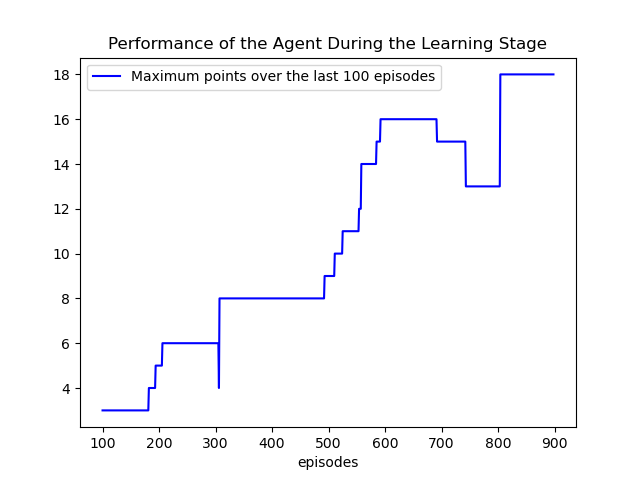 Performance of the Agent During the Learning Stage
Maximum points over the last 100 episodes
18
16
14
12
10
8
6
4
100 200 300 400 500 600 700 800 900
episodes